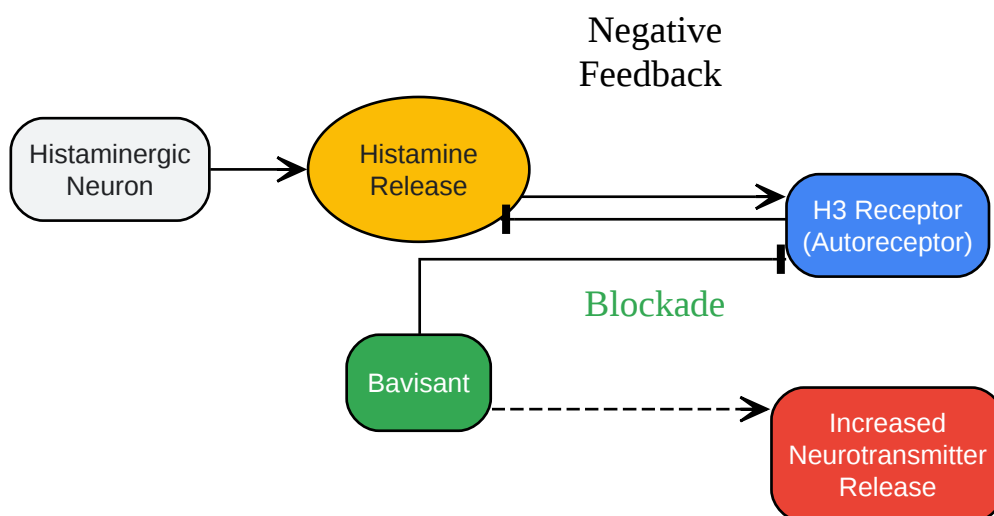 Negative
Feedback
Histaminergic
Neuron
Histamine
Release
H3 Receptor
(Autoreceptor)
Blockade
Bavisant
Increased
Neurotransmitter
Release